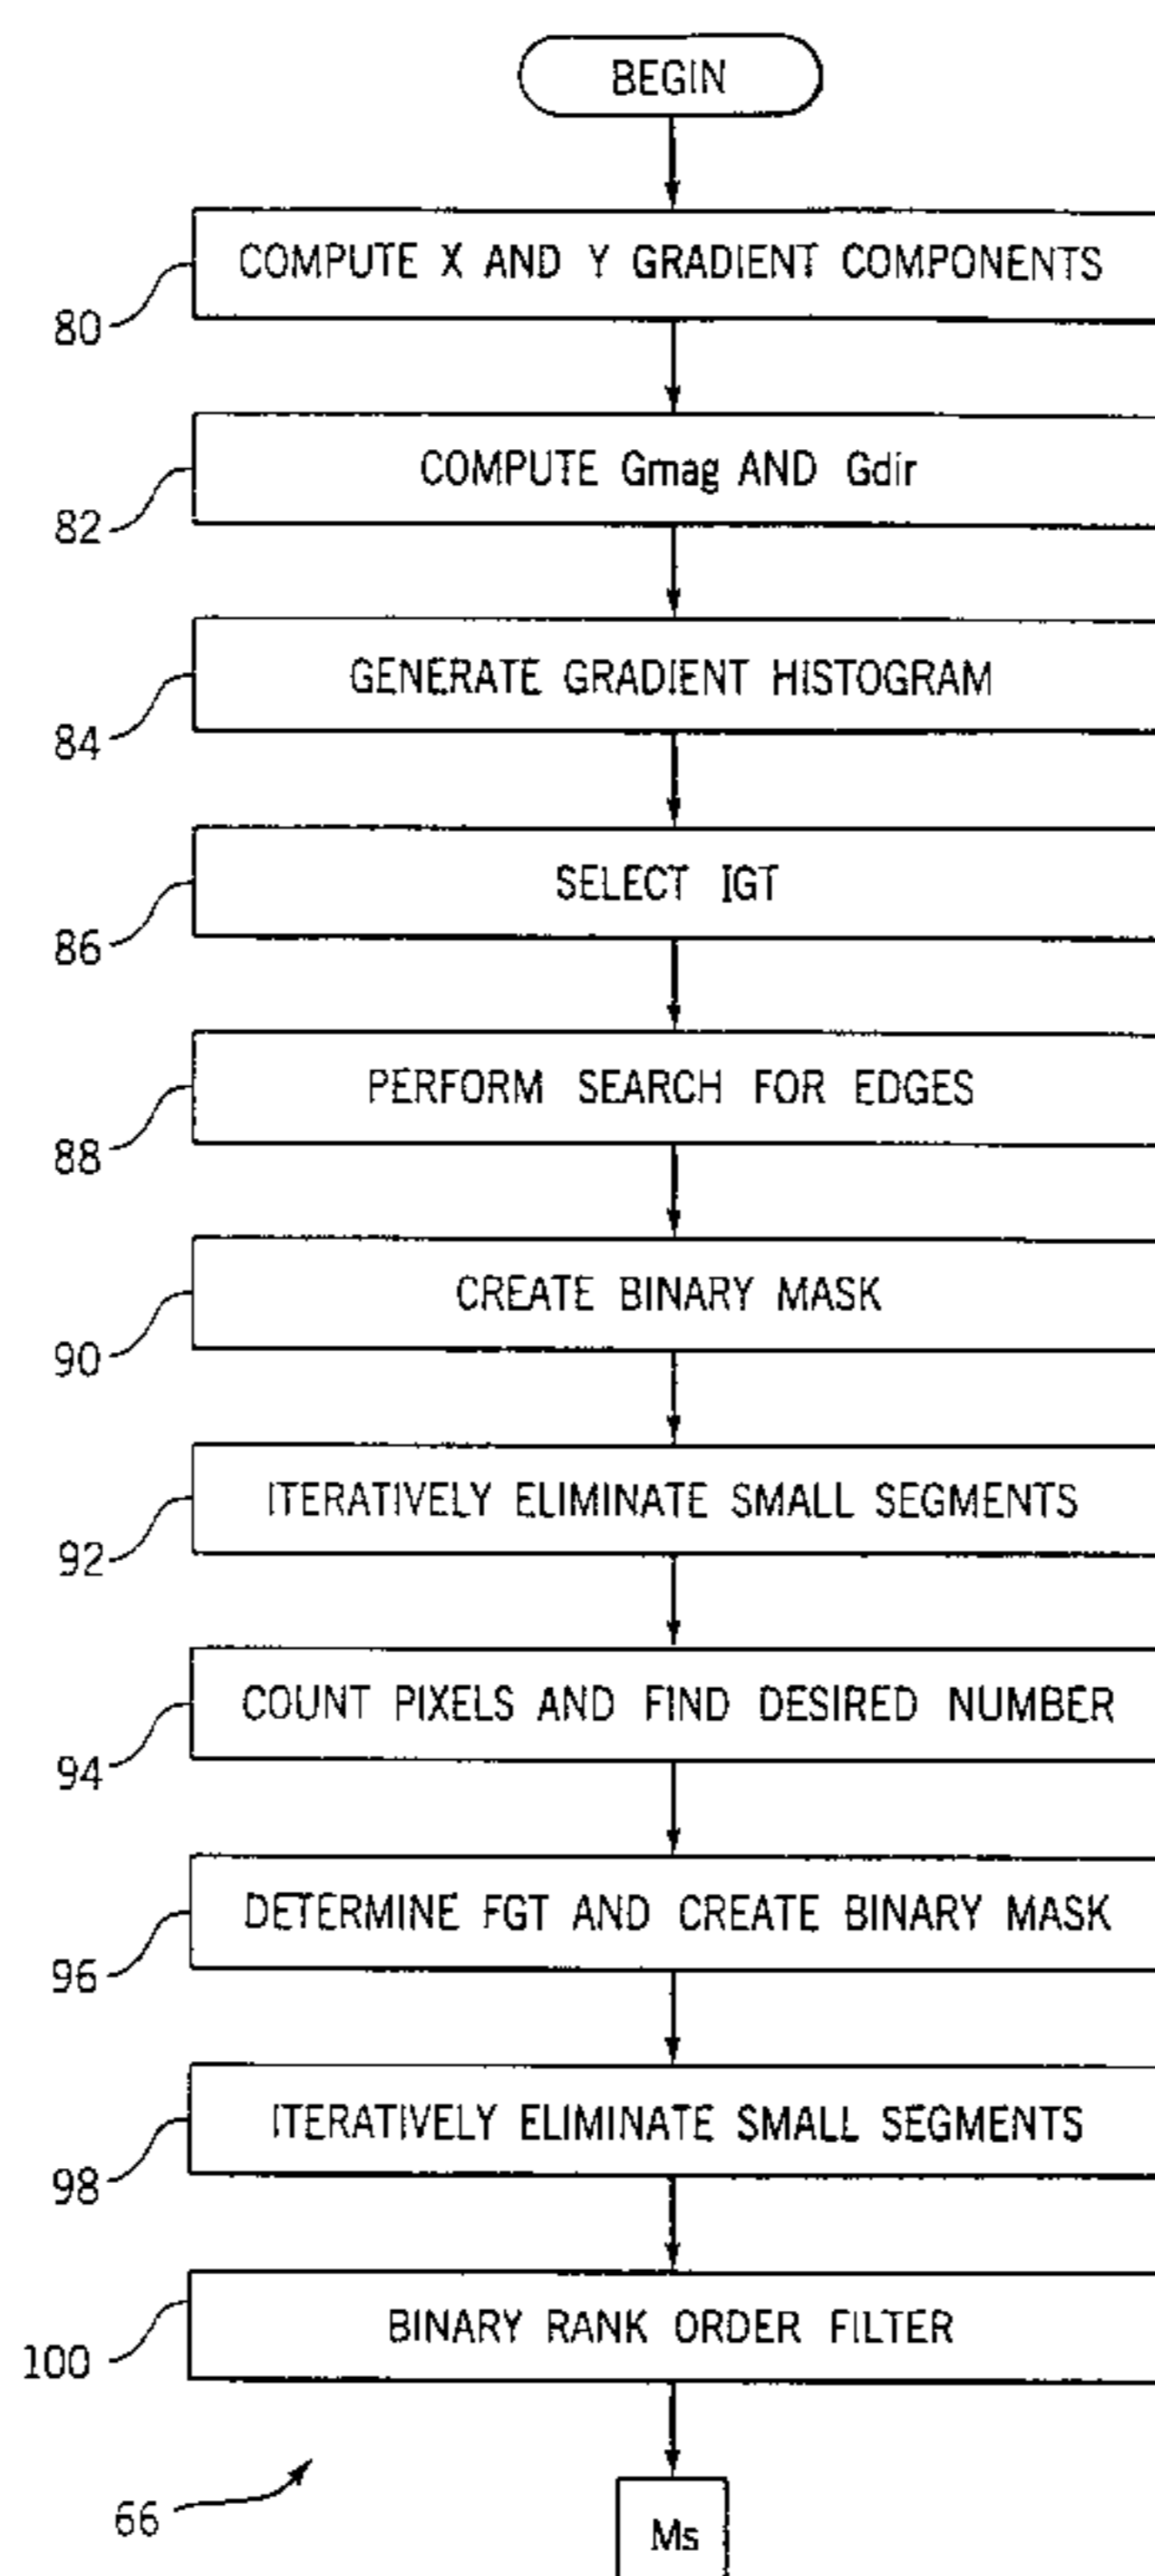 BEGIN
COMPUTE X AND Y GRADIENT COMPONENTS
80
COMPUTE Gmag AND Gdir
82
GENERATE GRADIENT HISTOGRAM
84
SELECT IGT
86
PERFORM SEARCH FOR EDGES
88
CREATE BINARY MASK
90
ITERATIVELY ELIMINATE SMALL SEGMENTS
92
COUNT PIXELS AND FIND DESIRED NUMBER
94
DETERMINE FGT AND CREATE BINARY MASK
96
ITERATIVELY ELIMINATE SMALL SEGMENTS
98
BINARY RANK ORDER FILTER
100
66
Ms